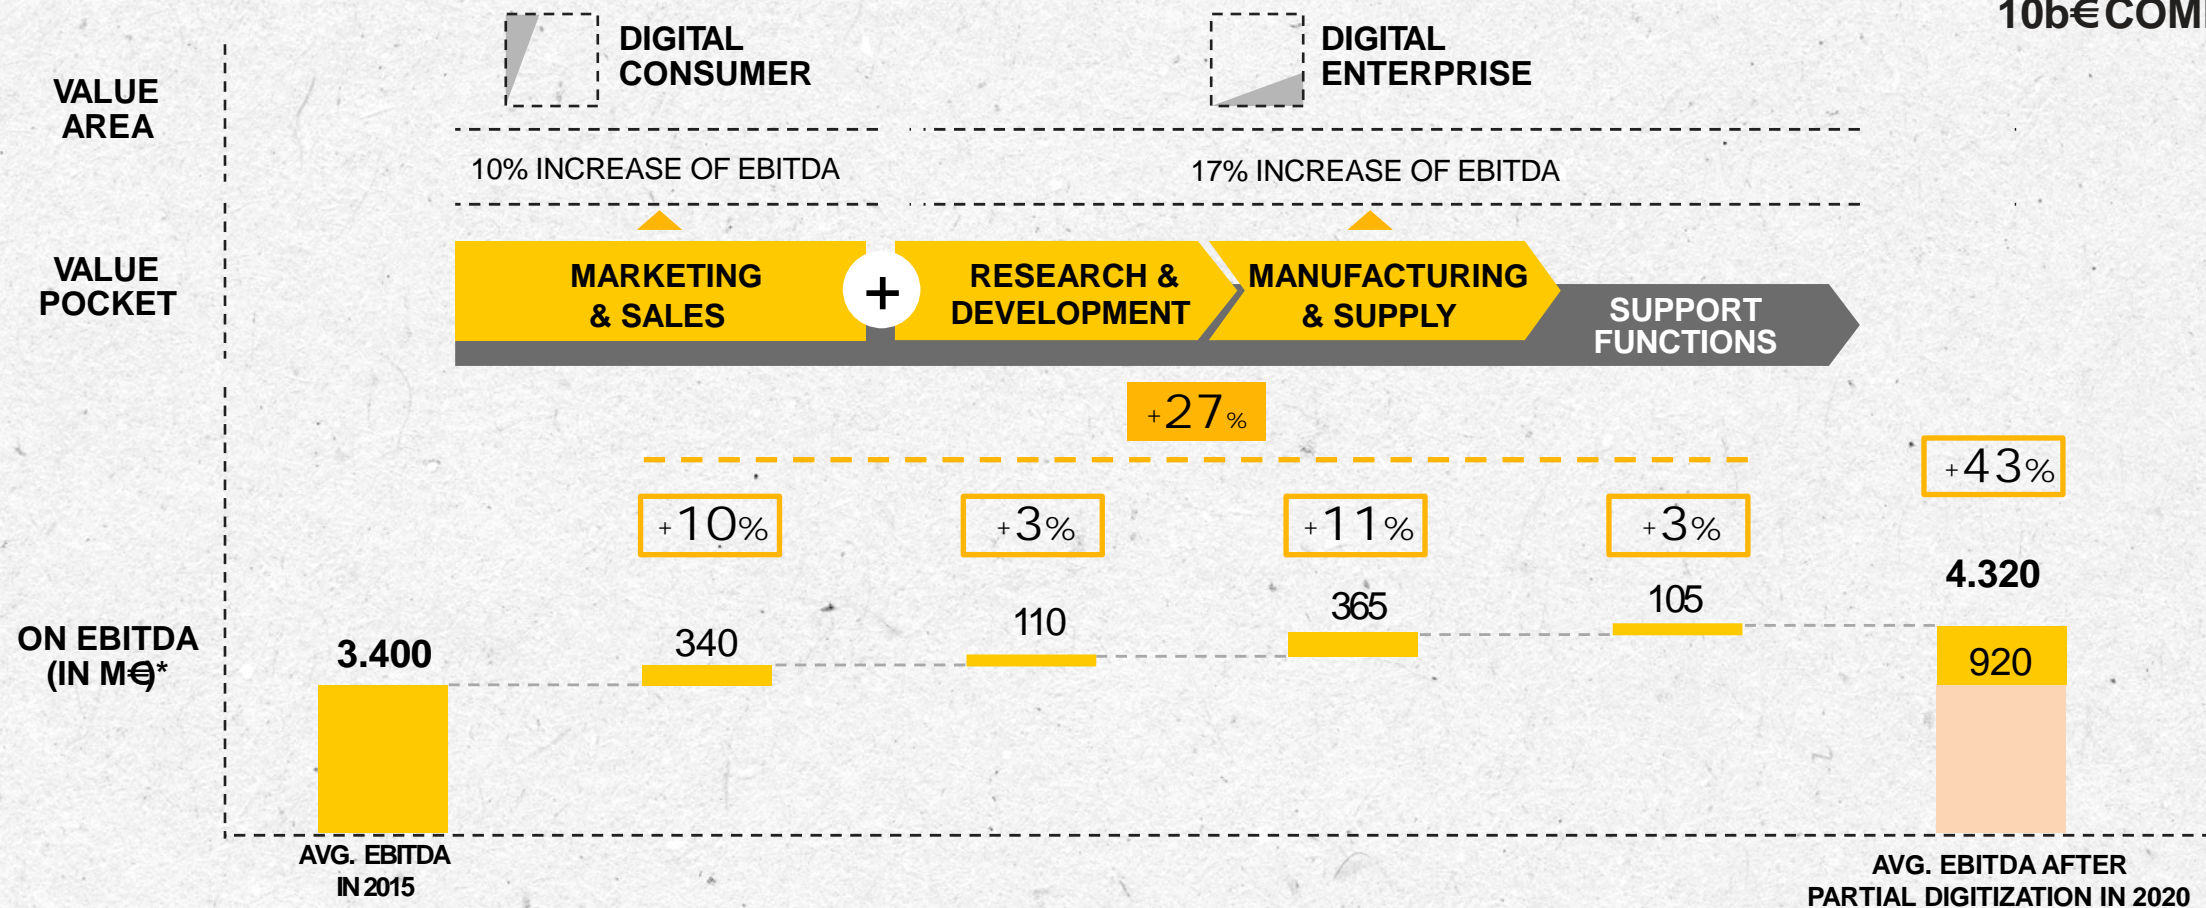 10b€ COM
DIGITAL
CONSUMER
DIGITAL
ENTERPRISE
VALUE
AREA
10% INCREASE OF EBITDA
17% INCREASE OF EBITDA
VALUE
POCKET
MARKETING
& SALES
+
RESEARCH &
DEVELOPMENT
MANUFACTURING
& SUPPLY
SUPPORT
FUNCTIONS
+27%
+10%
+3%
+11%
+3%
+43%
ON EBITDA
(IN M€)*
3.400
340
110
365
105
4.320
920
AVG. EBITDA
IN 2015
AVG. EBITDA AFTER
PARTIAL DIGITIZATION IN 2020